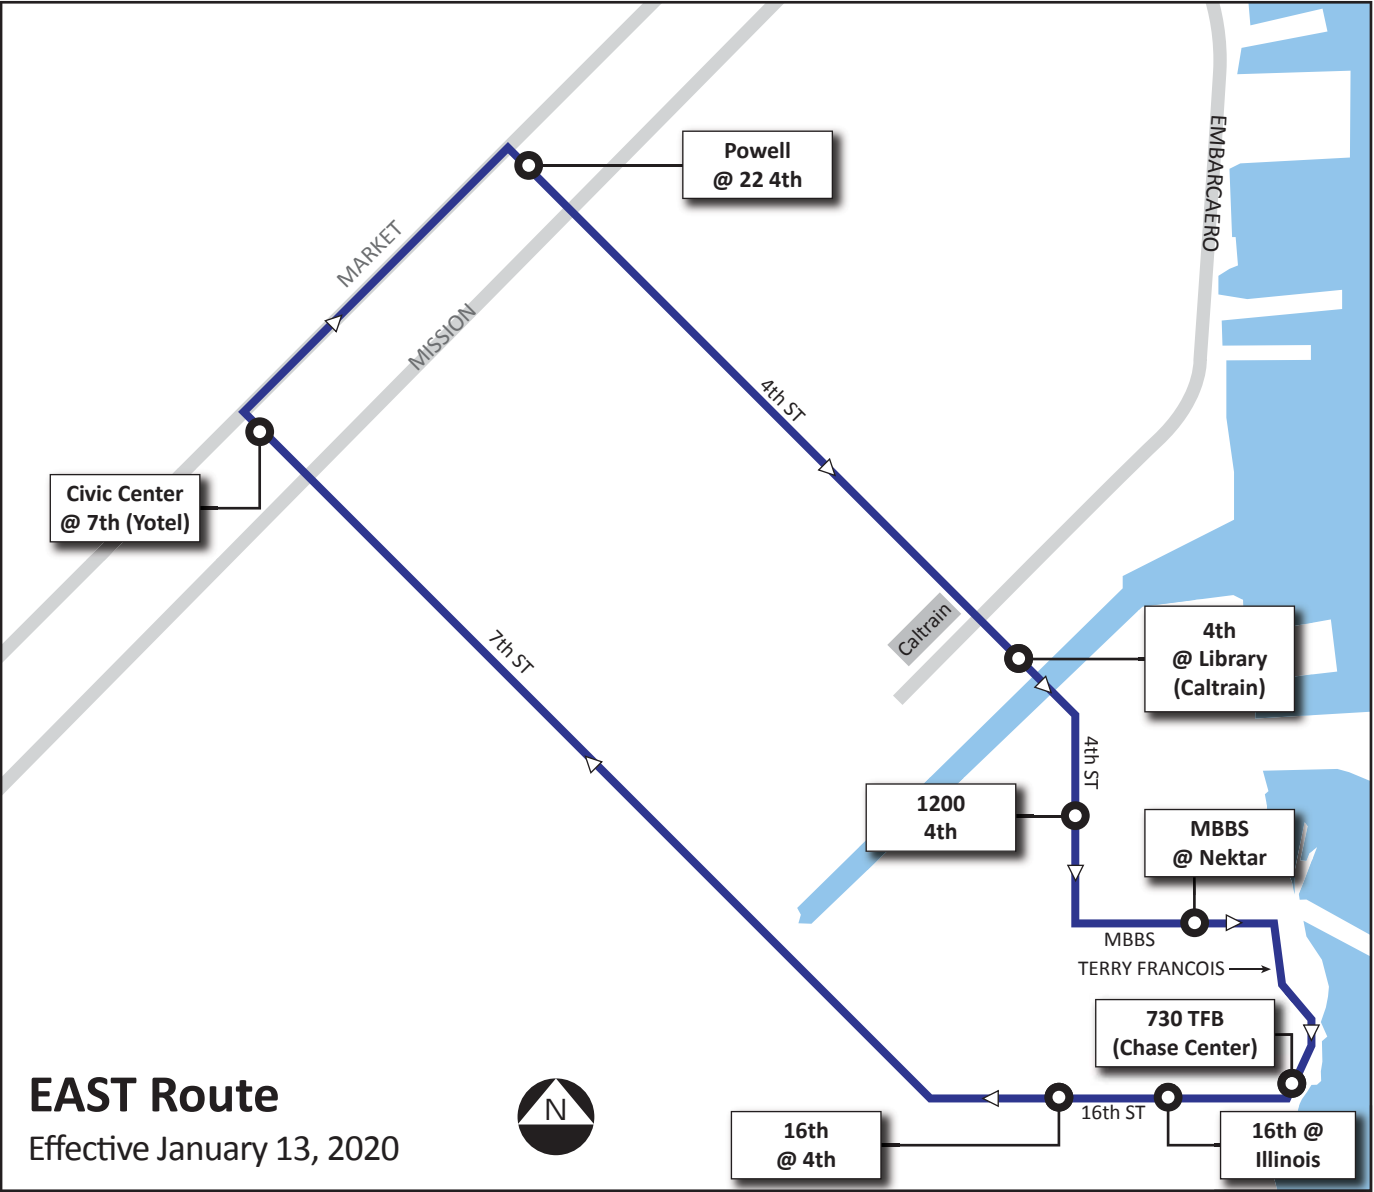 EMBARCAERO
Powell
@ 22 4th
MARKET
MISSION
4th ST
Civic Center
@ 7th (Yotel)
Caltrain
4th
@ Library
(Caltrain)
7th ST
4th ST
1200
4th
MBBS
@ Nektar
MBBS
TERRY FRANCOIS
730 TFB
(Chase Center)
16th ST
16th
@ 4th
16th @
Illinois
N
EAST Route
Effective January 13, 2020